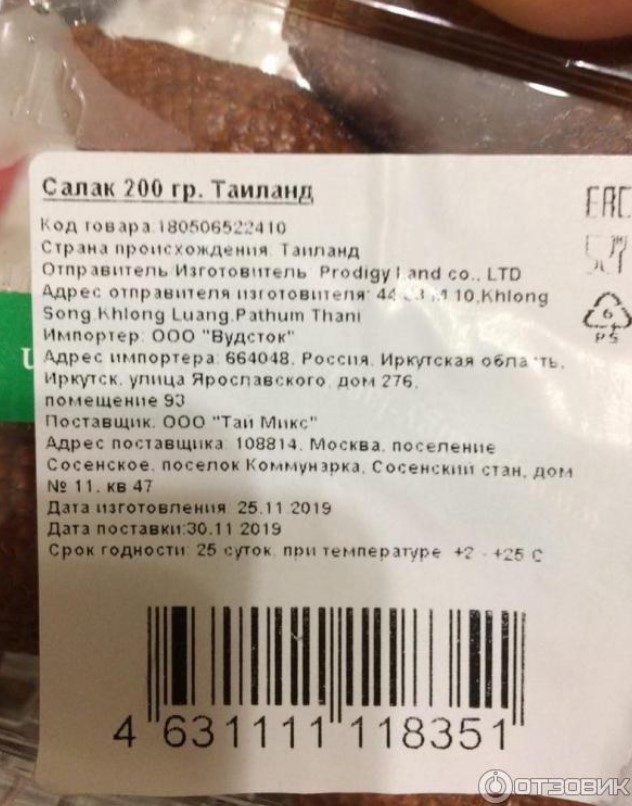 Салак 200 гр. Таиланд
EAC
Код товара:180506522410
Страна происхождения: Таиланд
Отправитель Изготовитель: Prodigy Land co., LTD
Адрес отправителя изготовителя: M 10,Khlong
Song,Khlong Luang,Pathum Thani
6
PS
Импортер: ООО "Вудсток"
Адрес импортера: 664048, Россия, Иркутская область,
Иркутск, улица Ярославского, дом 276,
помещение 93
Поставщик: ООО "Тай Микс"
Адрес поставщика: 108814, Москва, поселение
Сосенское, поселок Коммунарка, Сосенский стан, дом
№ 11, кв 47
Дата изготовления: 25.11.2019
Дата поставки:30.11.2019
Срок годности: 25 суток, при температуре +2 - +25 С
4 631111 118351
ОТЗОВИК